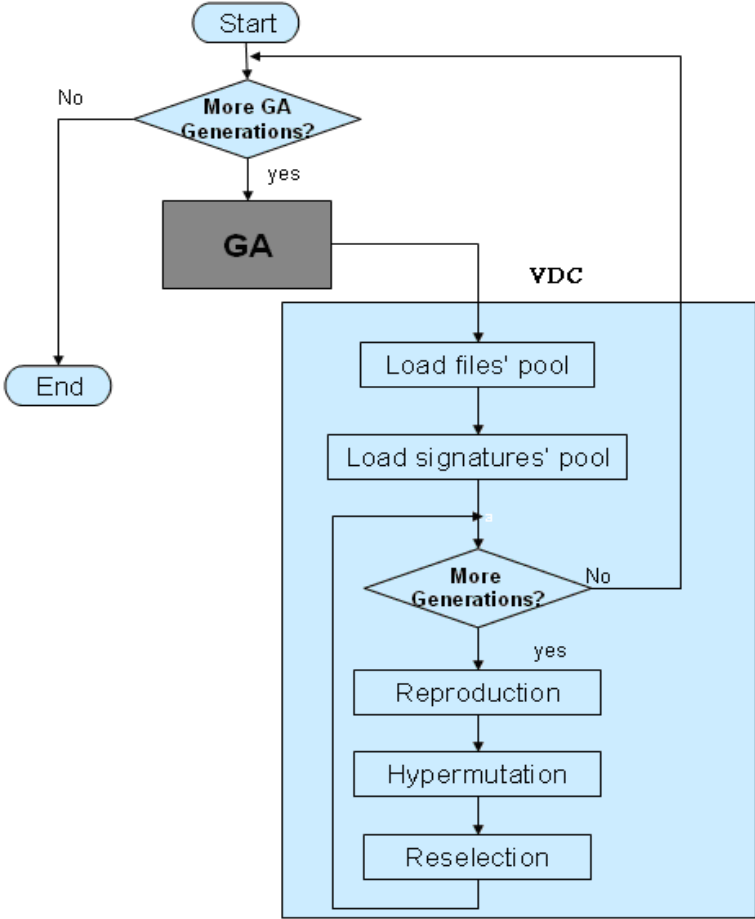 Start
No
More GA
Generations?
yes
GA
VDC
Load files' pool
End
Load signatures' pool
More
Generations?
No
yes
Reproduction
Hypermutation
Reselection